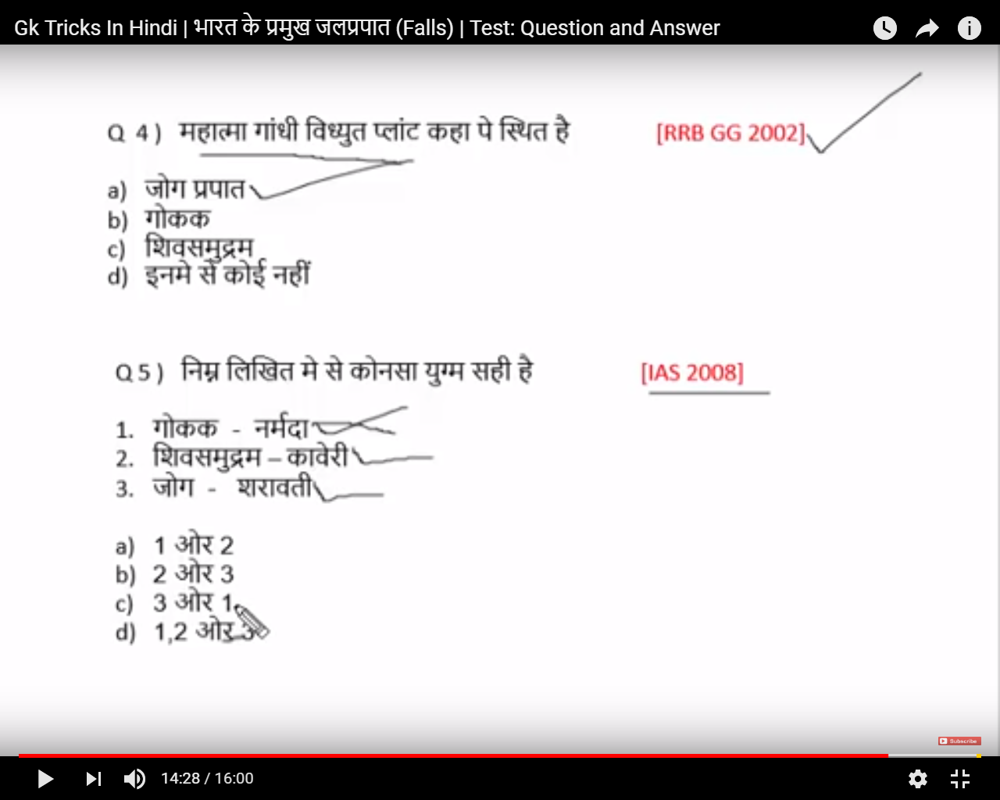 Gk Tricks In Hindi | भारत के प्रमुख जलप्रपात (Falls) | Test: Question and Answer
Q 4 ) महात्मा गांधी विध्युत प्लांट कहा पे स्थित है [RRB GG 2002]
a) जोग प्रपात
b) गोकक
c) शिवसमुद्रम
d) इनमे से कोई नहीं
Q 5 ) निम्न लिखित मे से कोनसा युग्म सही है [IAS 2008]
1. गोकक - नर्मदा
2. शिवसमुद्रम – कावेरी
3. जोग - शरावती
a) 1 ओर 2
b) 2 ओर 3
c) 3 ओर 1
d) 1,2 ओर 3
Subscribe
14:28 / 16:00